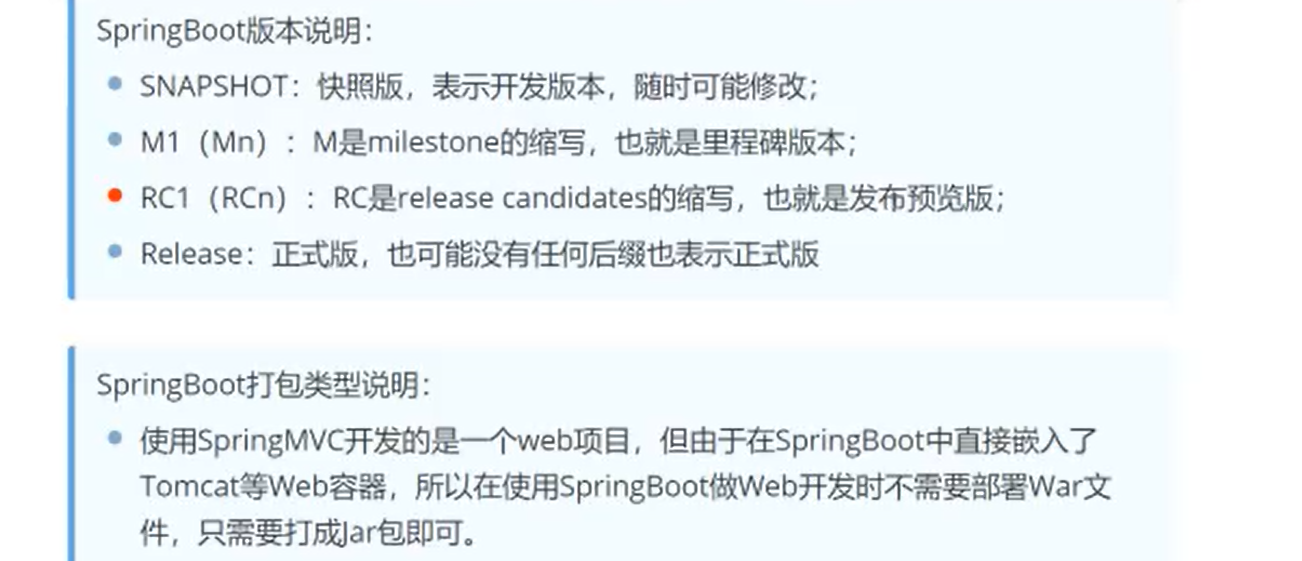 SpringBoot版本说明：
SNAPSHOT：快照版，表示开发版本，随时可能修改；
M1（Mn）：M是milestone的缩写，也就是里程碑版本；
RC1（RCn）：RC是release candidates的缩写，也就是发布预览版；
Release：正式版，也可能没有任何后缀也表示正式版
SpringBoot打包类型说明：
使用SpringMVC开发的是一个web项目，但由于在SpringBoot中直接嵌入了
Tomcat等Web容器，所以在使用SpringBoot做Web开发时不需要部署War文
件，只需要打成Jar包即可。